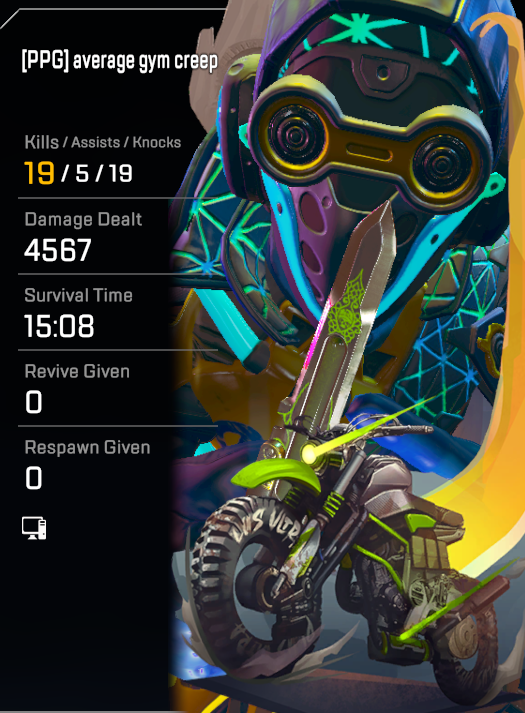 [PPG] average gym creep
Kills / Assists / Knocks
19 / 5 / 19
Damage Dealt
4567
Survival Time
15:08
Revive Given
0
Respawn Given
0